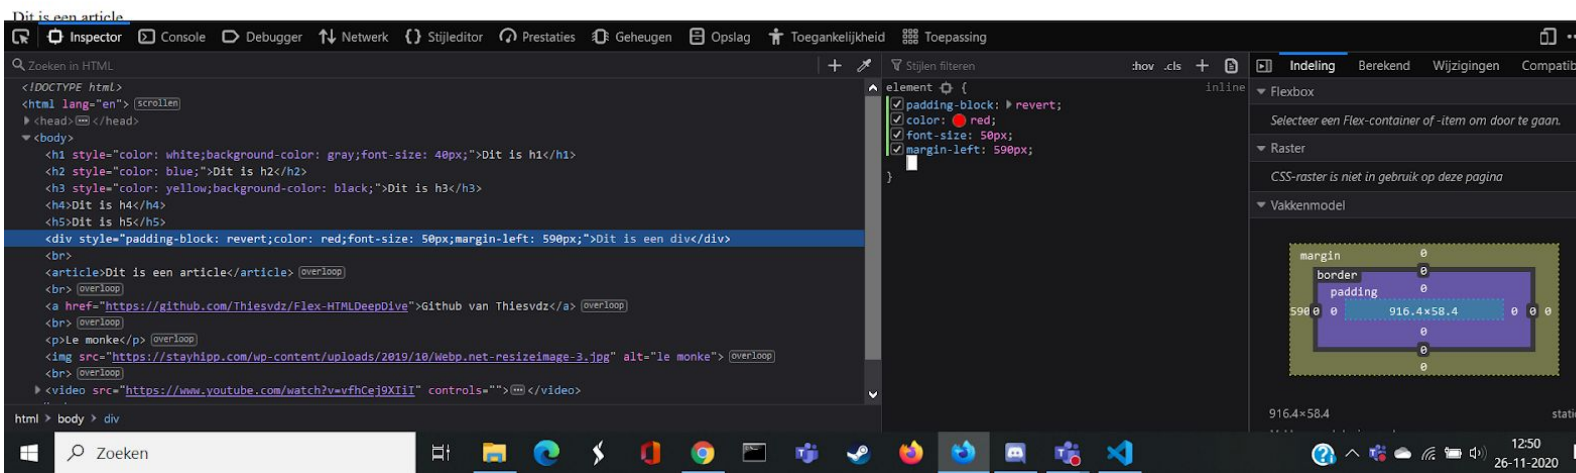 Dit is een article
Inspector Console Debugger Netwerk Stijleditor Prestaties Geheugen Opslag Toegankelijkheid Toepassing
Zoeken in HTML
<!DOCTYPE html>
<html lang="en"> scrollen
<head></head>
<body>
<h1 style="color: white;background-color: gray;font-size: 40px;">Dit is h1</h1>
<h2 style="color: blue;">Dit is h2</h2>
<h3 style="color: yellow;background-color: black;">Dit is h3</h3>
<h4>Dit is h4</h4>
<h5>Dit is h5</h5>
<div style="padding-block: revert;color: red;font-size: 50px;margin-left: 590px;">Dit is een div</div>
<br>
<article>Dit is een article</article> overloop
<br> overloop
<a href="https://github.com/Thiesvdz/Flex-HTMLDeepDive">Github van Thiesvdz</a> overloop
<br> overloop
<p>Le monke</p> overloop
<img src="https://stayhipp.com/wp-content/uploads/2019/10/Webp.net-resizeimage-3.jpg" alt="le monke"> overloop
<br> overloop
<video src="https://www.youtube.com/watch?v=vfhCej9XIiI" controls=""></video>
html > body > div
Stijlen filteren :hov .cls
element { inline
padding-block: revert;
color: red;
font-size: 50px;
margin-left: 590px;
}
Indeling Berekend Wijzigingen Compatib
Flexbox
Selecteer een Flex-container of -item om door te gaan.
Raster
CSS-raster is niet in gebruik op deze pagina
Vakkenmodel
margin 0
border 0
padding 0
590 0 0 916.4×58.4 0 0 0
0
0
0
916.4×58.4 stati
Zoeken
12:50
26-11-2020